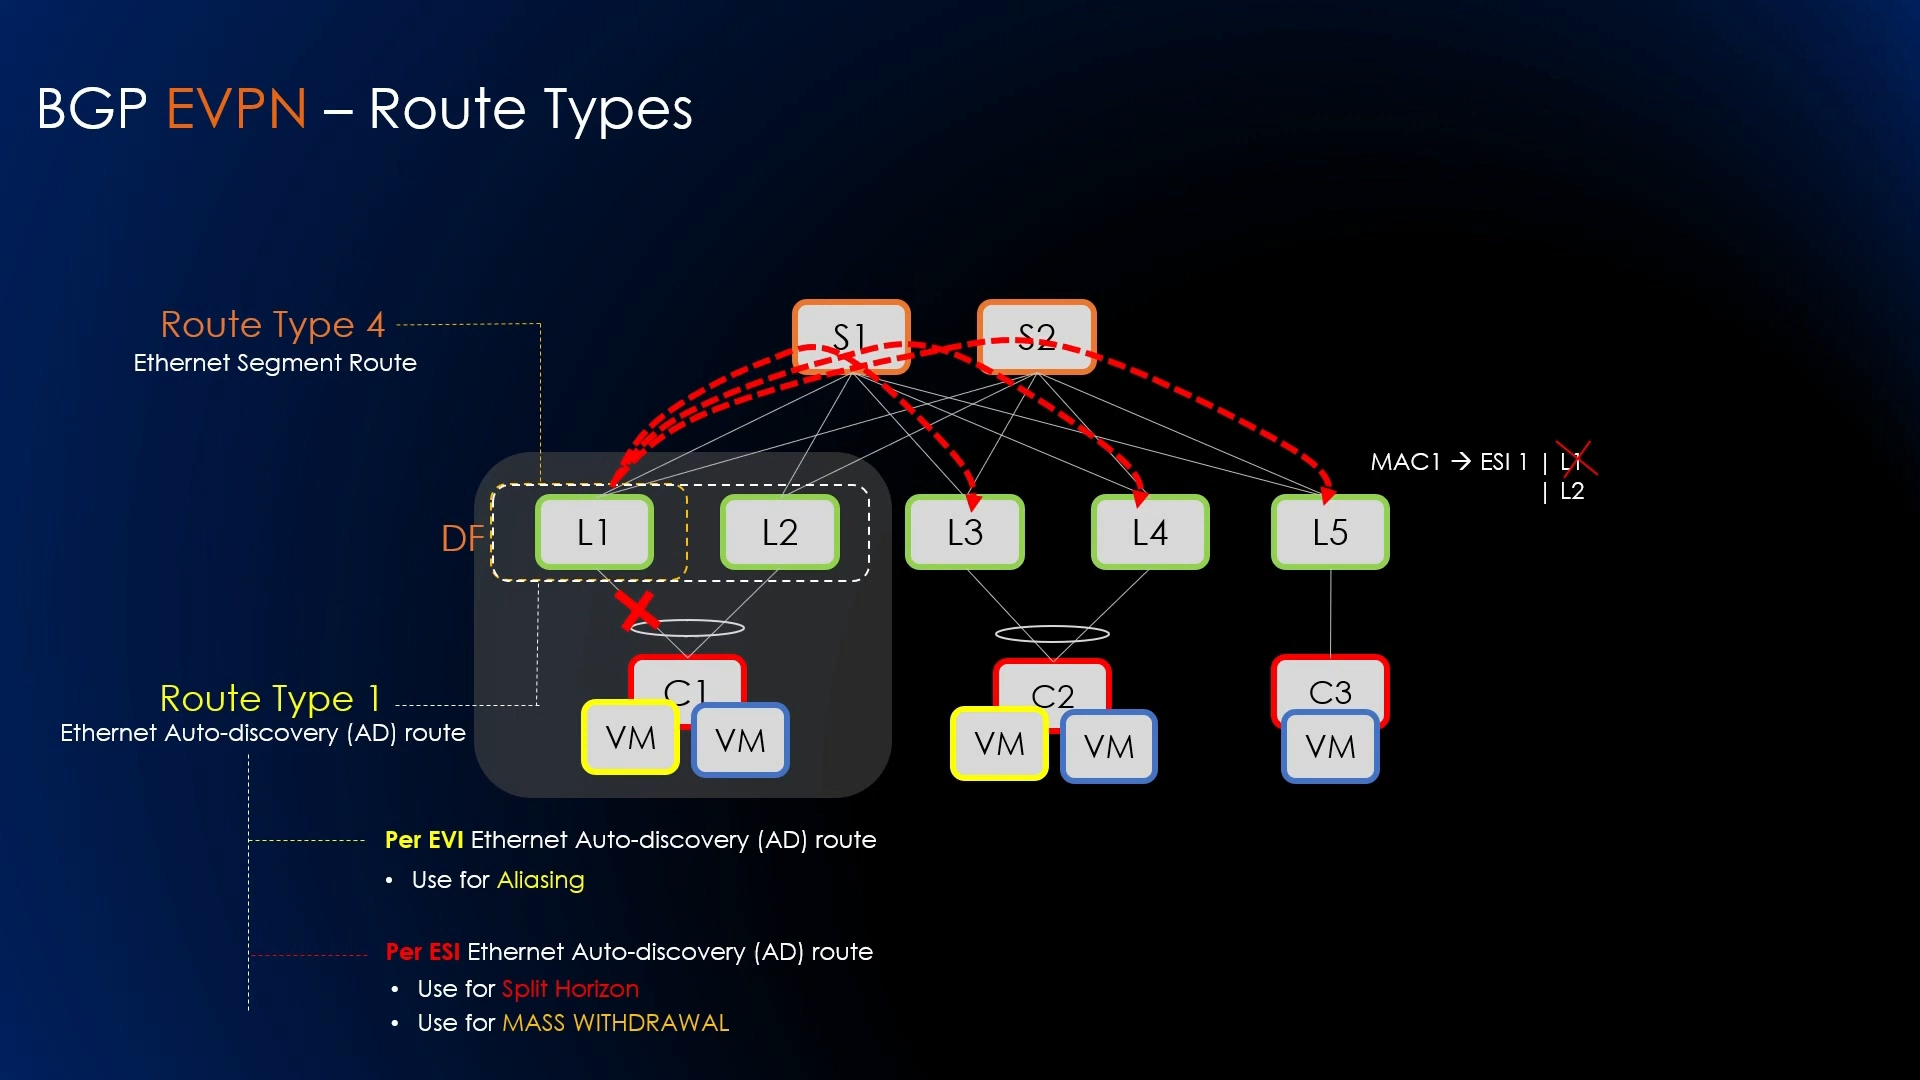 BGP EVPN – Route Types
Route Type 4
Ethernet Segment Route
S1
S2
MAC1 → ESI 1 | L1
| L2
DF
L1
L2
L3
L4
L5
C1
C2
C3
VM
VM
VM
VM
VM
Route Type 1
Ethernet Auto-discovery (AD) route
Per EVI Ethernet Auto-discovery (AD) route
• Use for Aliasing
Per ESI Ethernet Auto-discovery (AD) route
• Use for Split Horizon
• Use for MASS WITHDRAWAL